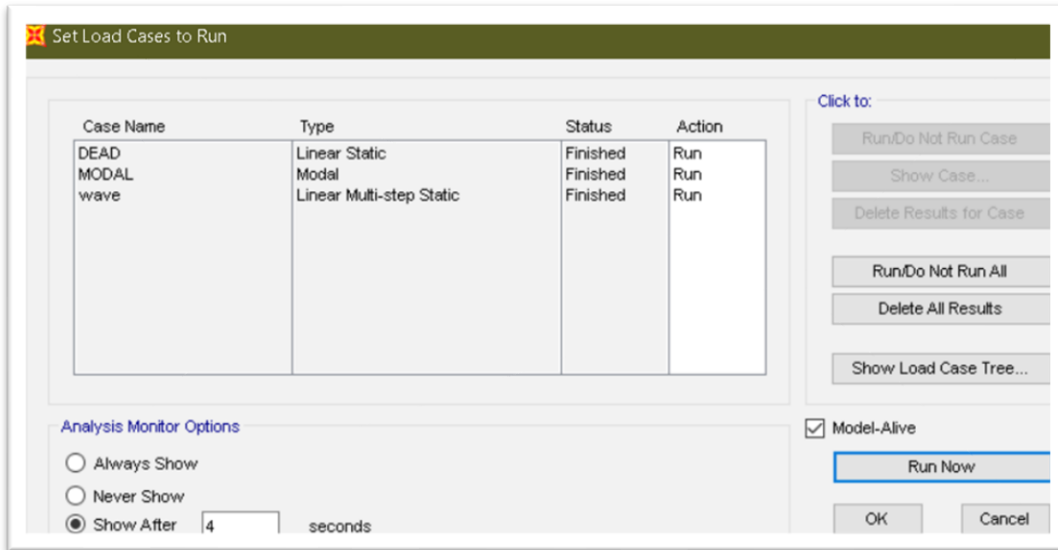 Set Load Cases to Run
Click to:
Case Name Type Status Action
DEAD Linear Static Finished Run
MODAL Modal Finished Run
wave Linear Multi-step Static Finished Run
Run/Do Not Run Case
Show Case...
Delete Results for Case
Run/Do Not Run All
Delete All Results
Show Load Case Tree...
Analysis Monitor Options
Always Show
Never Show
Show After 4 seconds
Model-Alive
Run Now
OK Cancel